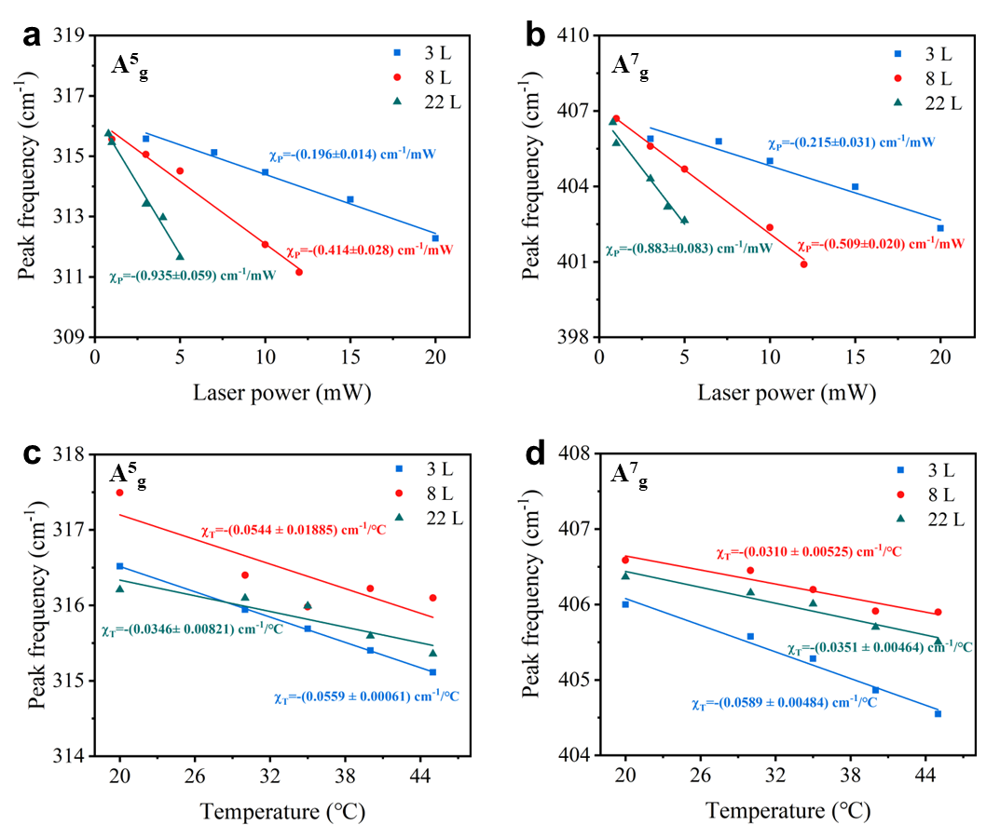 a
A⁵g
3 L
8 L
22 L
χP=-(0.196±0.014) cm⁻¹/mW
χP=-(0.414±0.028) cm⁻¹/mW
χP=-(0.935±0.059) cm⁻¹/mW
319
317
315
313
311
309
0 5 10 15 20
Peak frequency (cm⁻¹)
Laser power (mW)
b
A⁷g
3 L
8 L
22 L
χP=-(0.215±0.031) cm⁻¹/mW
χP=-(0.509±0.020) cm⁻¹/mW
χP=-(0.883±0.083) cm⁻¹/mW
410
407
404
401
398
0 5 10 15 20
Peak frequency (cm⁻¹)
Laser power (mW)
c
A⁵g
3 L
8 L
22 L
χT=-(0.0544 ± 0.01885) cm⁻¹/°C
χT=-(0.0346± 0.00821) cm⁻¹/°C
χT=-(0.0559 ± 0.00061) cm⁻¹/°C
318
317
316
315
314
20 26 32 38 44
Peak frequency (cm⁻¹)
Temperature (℃)
d
A⁷g
3 L
8 L
22 L
χT=-(0.0310 ± 0.00525) cm⁻¹/°C
χT=-(0.0351 ± 0.00464) cm⁻¹/°C
χT=-(0.0589 ± 0.00484) cm⁻¹/°C
408
407
406
405
404
20 26 32 38 44
Peak frequency (cm⁻¹)
Temperature (℃)